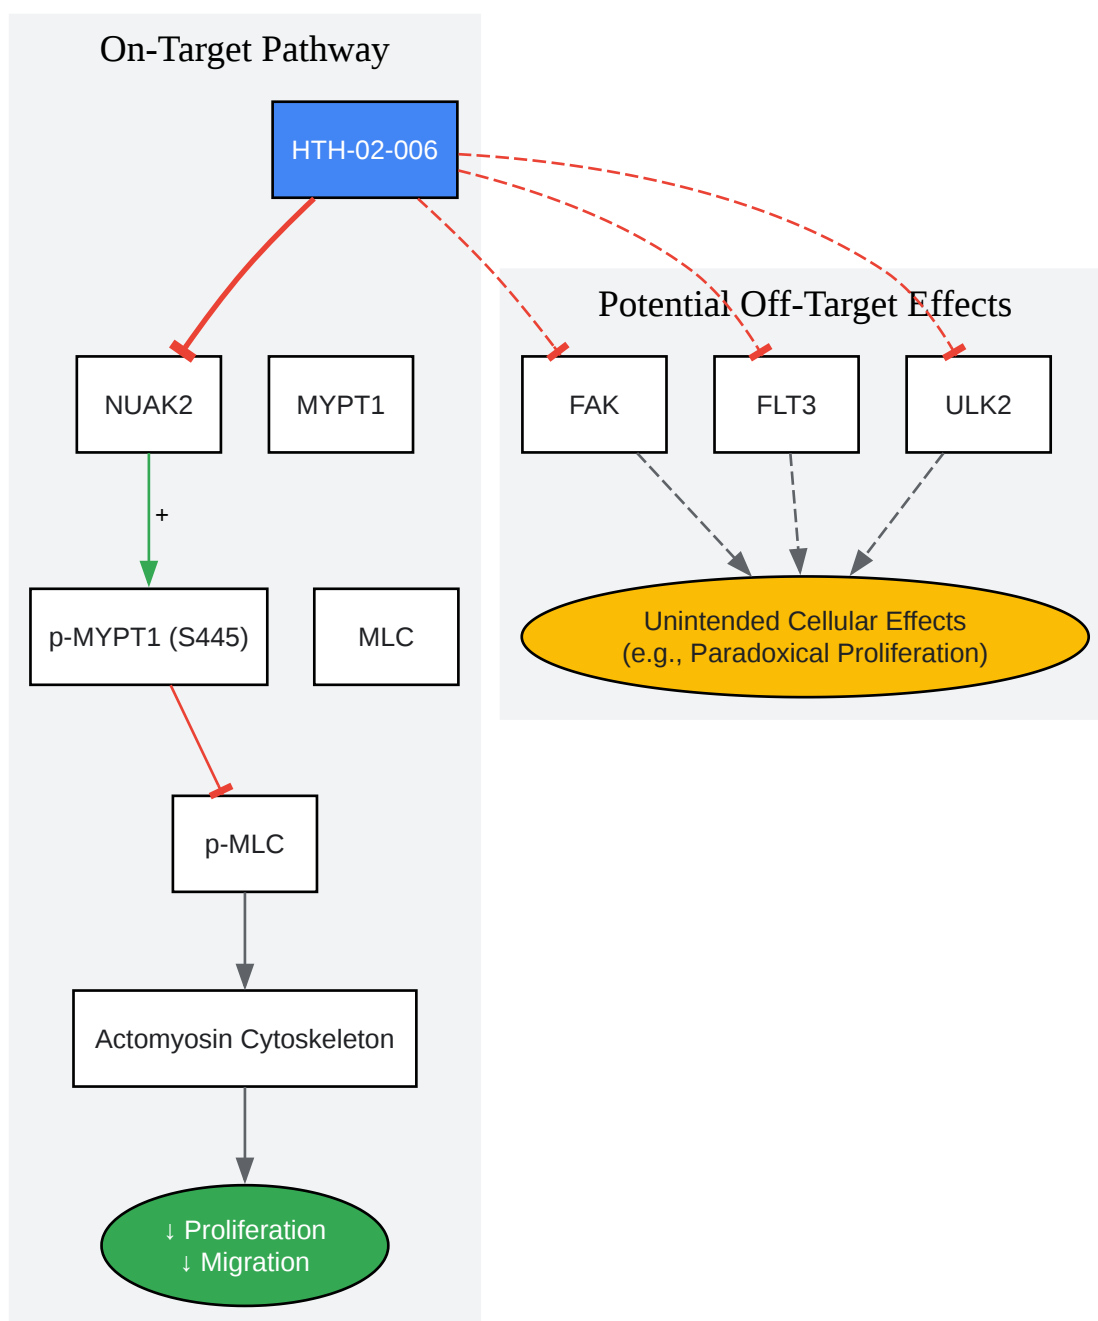 On-Target Pathway
HTH-02-006
Potential Off-Target Effects
NUAK2
MYPT1
FAK
FLT3
ULK2
+
p-MYPT1 (S445)
MLC
Unintended Cellular Effects
(e.g., Paradoxical Proliferation)
p-MLC
Actomyosin Cytoskeleton
↓ Proliferation
↓ Migration